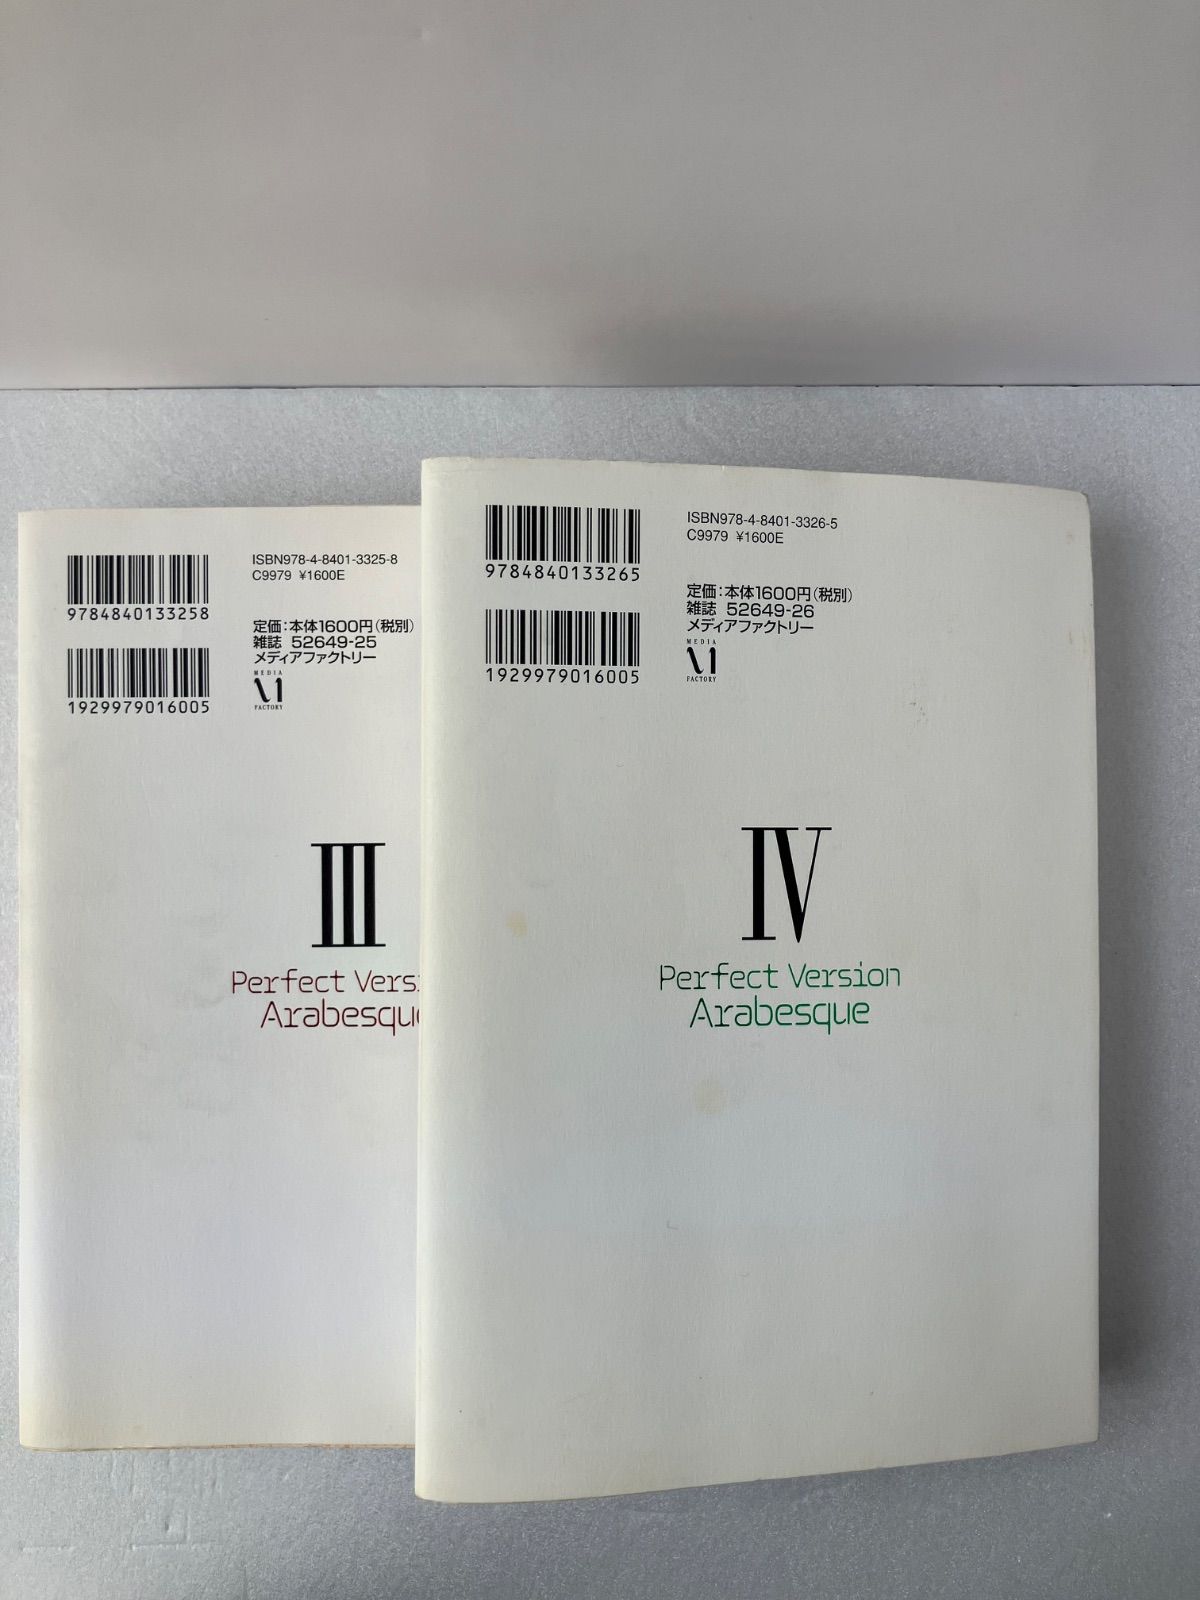 ISBN978-4-8401-3325-8
C9979 ¥1600E
9784840133258
定価:本体1600円(税別)
雑誌 52649-25
メディアファクトリー
MEDIA
FACTORY
1929979016005
III
Perfect Versi
Arabesque
ISBN978-4-8401-3326-5
C9979 ¥1600E
9784840133265
定価:本体1600円(税別)
雑誌 52649-26
メディアファクトリー
MEDIA
FACTORY
1929979016005
IV
Perfect Version
Arabesque